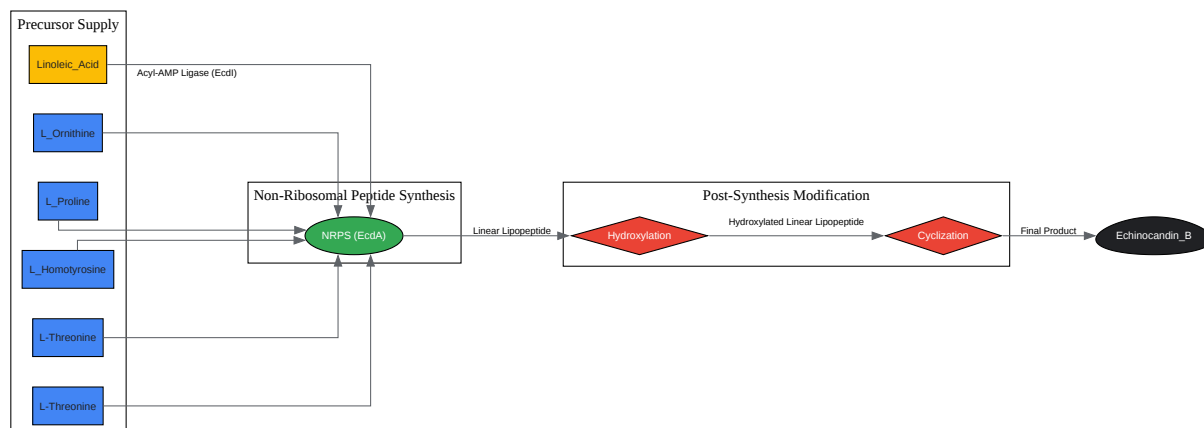 Precursor Supply
Linoleic_Acid
Acyl-AMP Ligase (EcdI)
L_Ornithine
L_Proline
L_Homotyrosine
L-Threonine
L-Threonine
Non-Ribosomal Peptide Synthesis
NRPS (EcdA)
Linear Lipopeptide
Post-Synthesis Modification
Hydroxylation
Hydroxylated Linear Lipopeptide
Cyclization
Final Product
Echinocandin_B